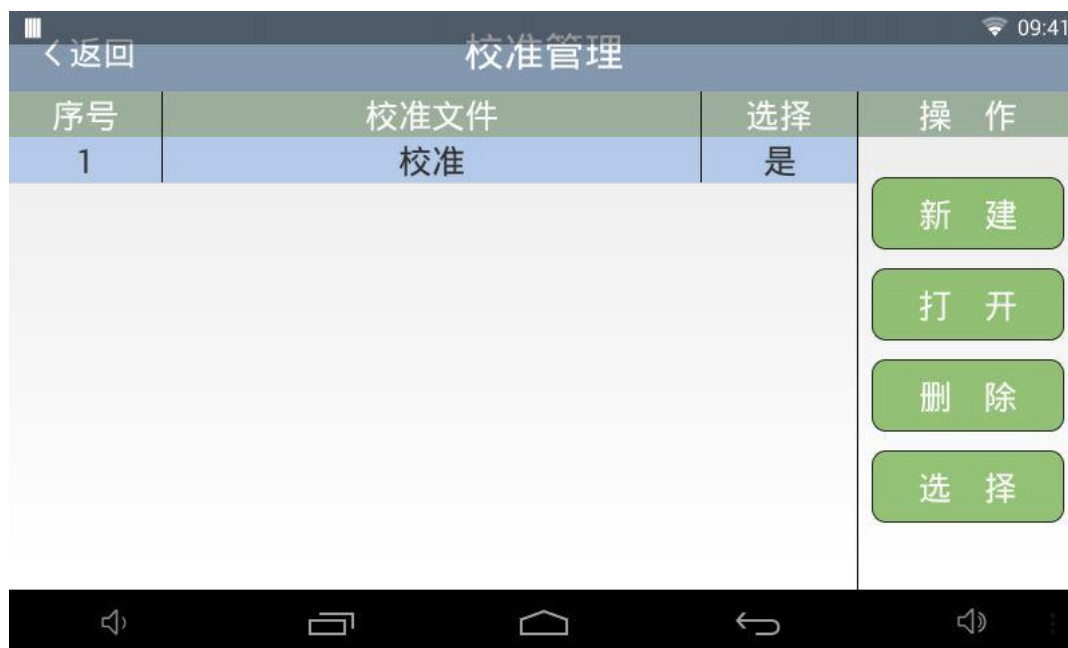 09:41
返回 校准管理
序号 校准文件 选择 操 作
1 校准 是
新 建
打 开
删 除
选 择